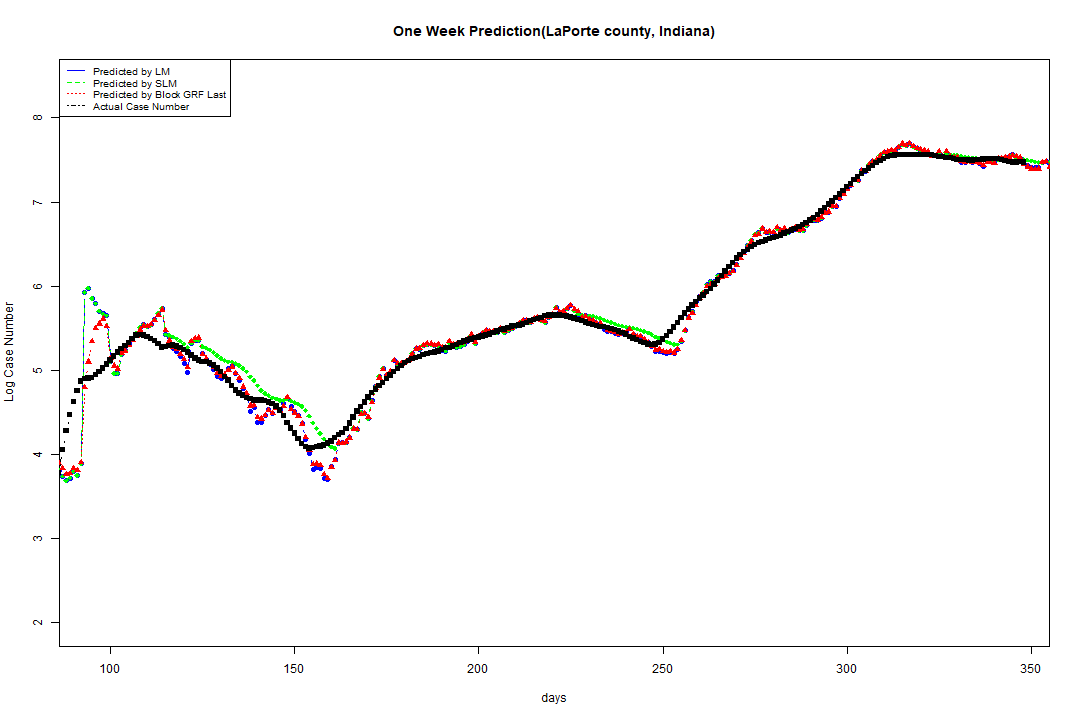 One Week Prediction(LaPorte county, Indiana)
Predicted by LM
Predicted by SLM
Predicted by Block GRF Last
Actual Case Number
Log Case Number
8
7
6
5
4
3
2
100 150 200 250 300 350
days